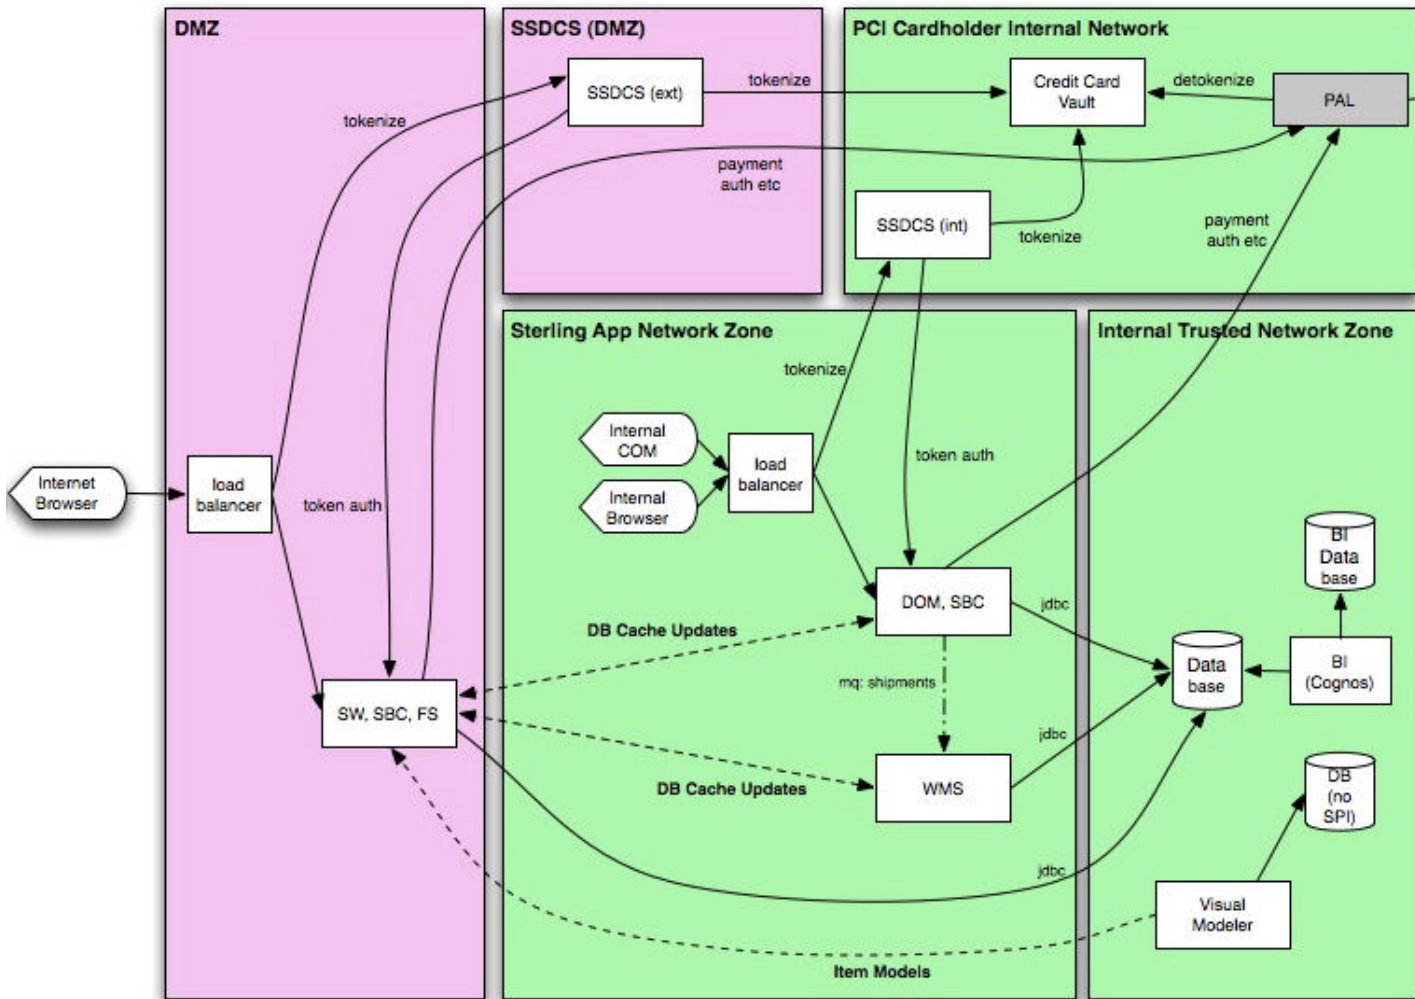 DMZ
SSDCS (DMZ)
PCI Cardholder Internal Network
SSDCS (ext)
tokenize
Credit Card
Vault
detokenize
PAL
tokenize
payment
auth etc
SSDCS (int)
tokenize
payment
auth etc
Sterling App Network Zone
Internal Trusted Network Zone
tokenize
Internal
COM
load
balancer
token auth
Internal
Browser
Internet
Browser
load
balancer
token auth
BI
Data
base
DOM, SBC
jdbc
DB Cache Updates
Data
base
BI
(Cognos)
mq: shipments
SW, SBC, FS
jdbc
DB Cache Updates
WMS
DB
(no
SPI)
jdbc
Visual
Modeler
Item Models